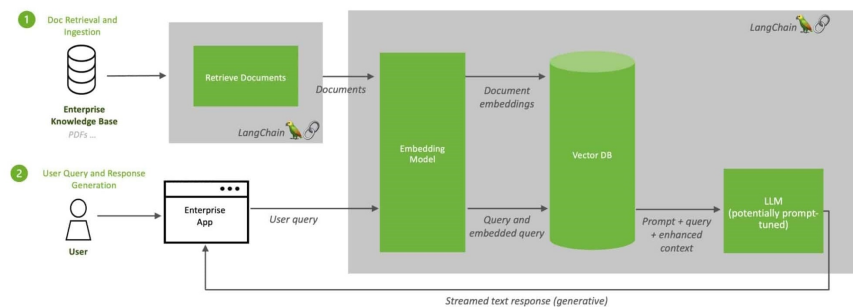 1
Doc Retrieval and
Ingestion
Enterprise
Knowledge Base
PDFs ...
Retrieve Documents
LangChain
Documents
LangChain
Embedding
Model
Document
embeddings
Vector DB
2
User Query and Response
Generation
User
Enterprise
App
User query
Query and
embedded query
Prompt + query
+ enhanced
context
LLM
(potentially prompt-
tuned)
Streamed text response (generative)